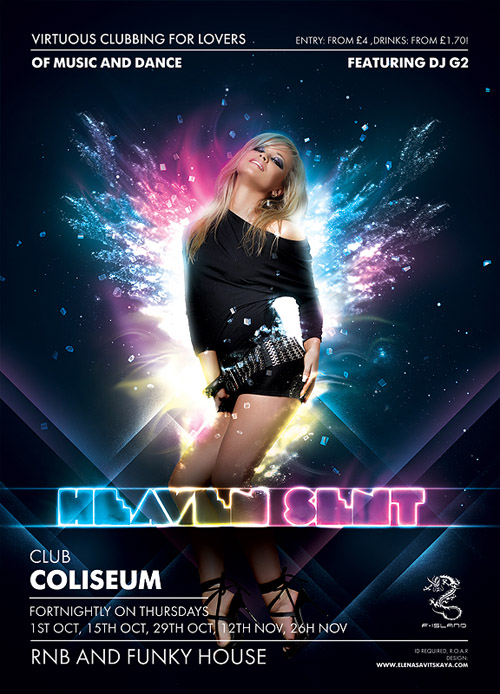 VIRTUOUS CLUBBING FOR LOVERS
ENTRY: FROM £4 ,DRINKS: FROM £1,70!
OF MUSIC AND DANCE
FEATURING DJ G2
HEAVEN SENT
CLUB
COLISEUM
FORTNIGHTLY ON THURSDAYS
1ST OCT, 15TH OCT, 29TH OCT, 12TH NOV, 26H NOV
RNB AND FUNKY HOUSE
F-ISLAND
ID REQUIRED, R.O.A.R
DESIGN:
WWW.ELENASAVITSKAYA.COM